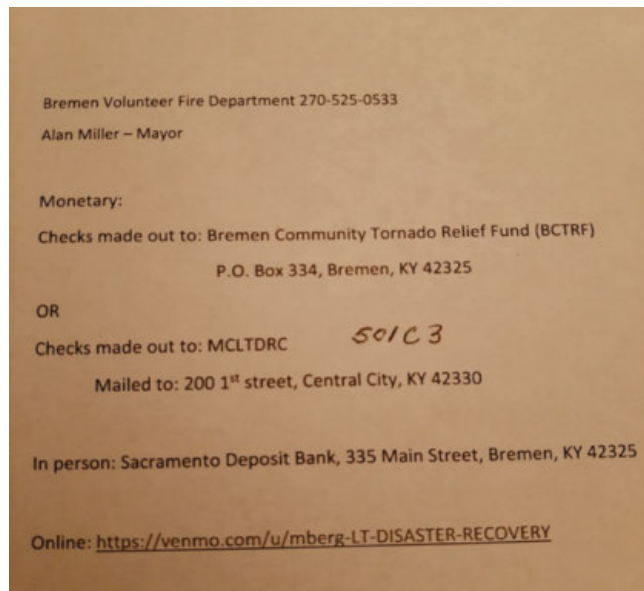 Bremen Volunteer Fire Department 270-525-0533
Alan Miller – Mayor
Monetary:
Checks made out to: Bremen Community Tornado Relief Fund (BCTRF)
P.O. Box 334, Bremen, KY 42325
OR
Checks made out to: MCLTDRC 501C3
Mailed to: 200 1st street, Central City, KY 42330
In person: Sacramento Deposit Bank, 335 Main Street, Bremen, KY 42325
Online: https://venmo.com/u/mberg-LT-DISASTER-RECOVERY